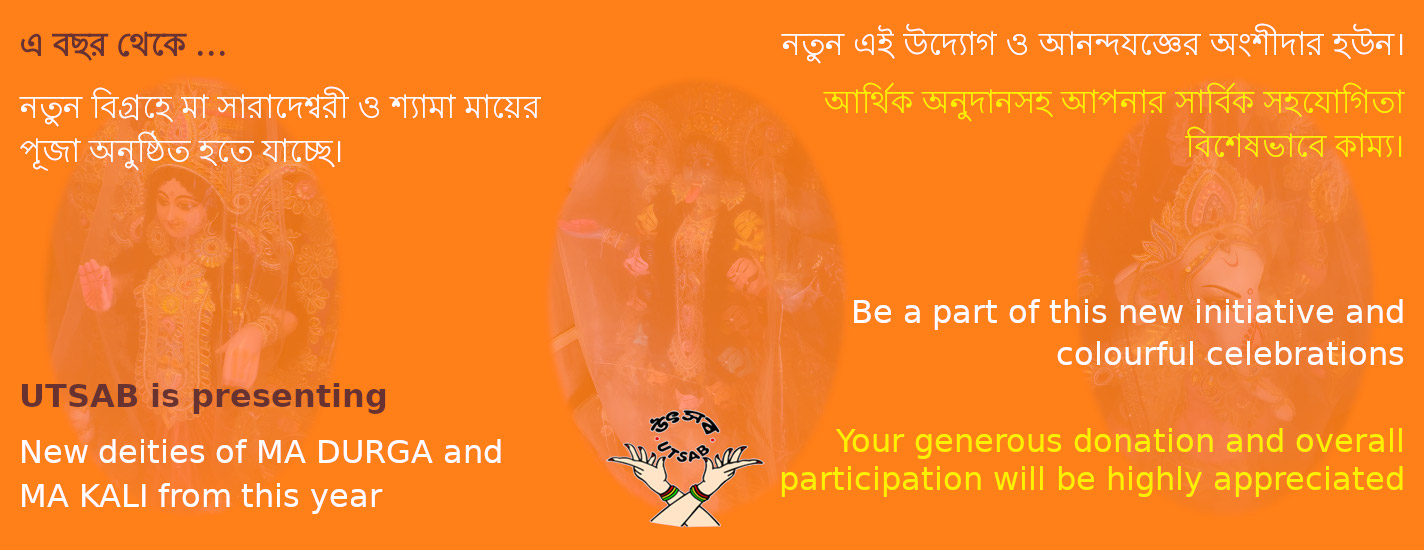 এ বছর থেকে ...
নতুন বিগ্রহে মা সারাদেশ্বরী ও শ্যামা মায়ের
পূজা অনুষ্ঠিত হতে যাচ্ছে।
UTSAB is presenting
New deities of MA DURGA and
MA KALI from this year
উৎসব
UTSAB
নতুন এই উদ্যোগ ও আনন্দযজ্ঞের অংশীদার হউন।
আর্থিক অনুদানসহ আপনার সার্বিক সহযোগিতা
বিশেষভাবে কাম্য।
Be a part of this new initiative and
colourful celebrations
Your generous donation and overall
participation will be highly appreciated